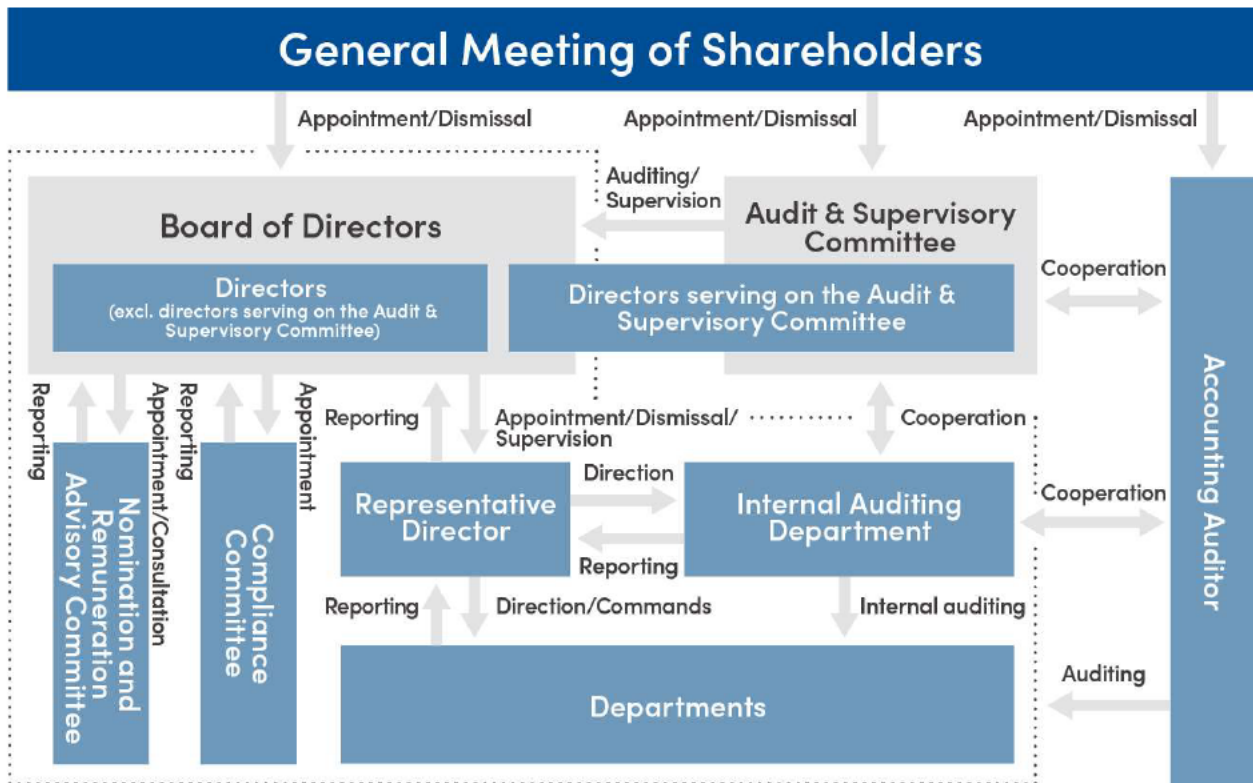 General Meeting of Shareholders
Appointment/Dismissal
Appointment/Dismissal
Appointment/Dismissal
Auditing/
Supervision
Board of Directors
Audit & Supervisory
Committee
Directors
(excl. directors serving on the Audit &
Supervisory Committee)
Directors serving on the Audit &
Supervisory Committee
Cooperation
Accounting Auditor
Reporting
Appointment/Consultation
Reporting
Appointment
Reporting
Appointment/Dismissal/
Supervision
Cooperation
Nomination and
Remuneration
Advisory Committee
Compliance
Committee
Representative
Director
Direction
Reporting
Internal Auditing
Department
Cooperation
Reporting
Direction/Commands
Internal auditing
Departments
Auditing